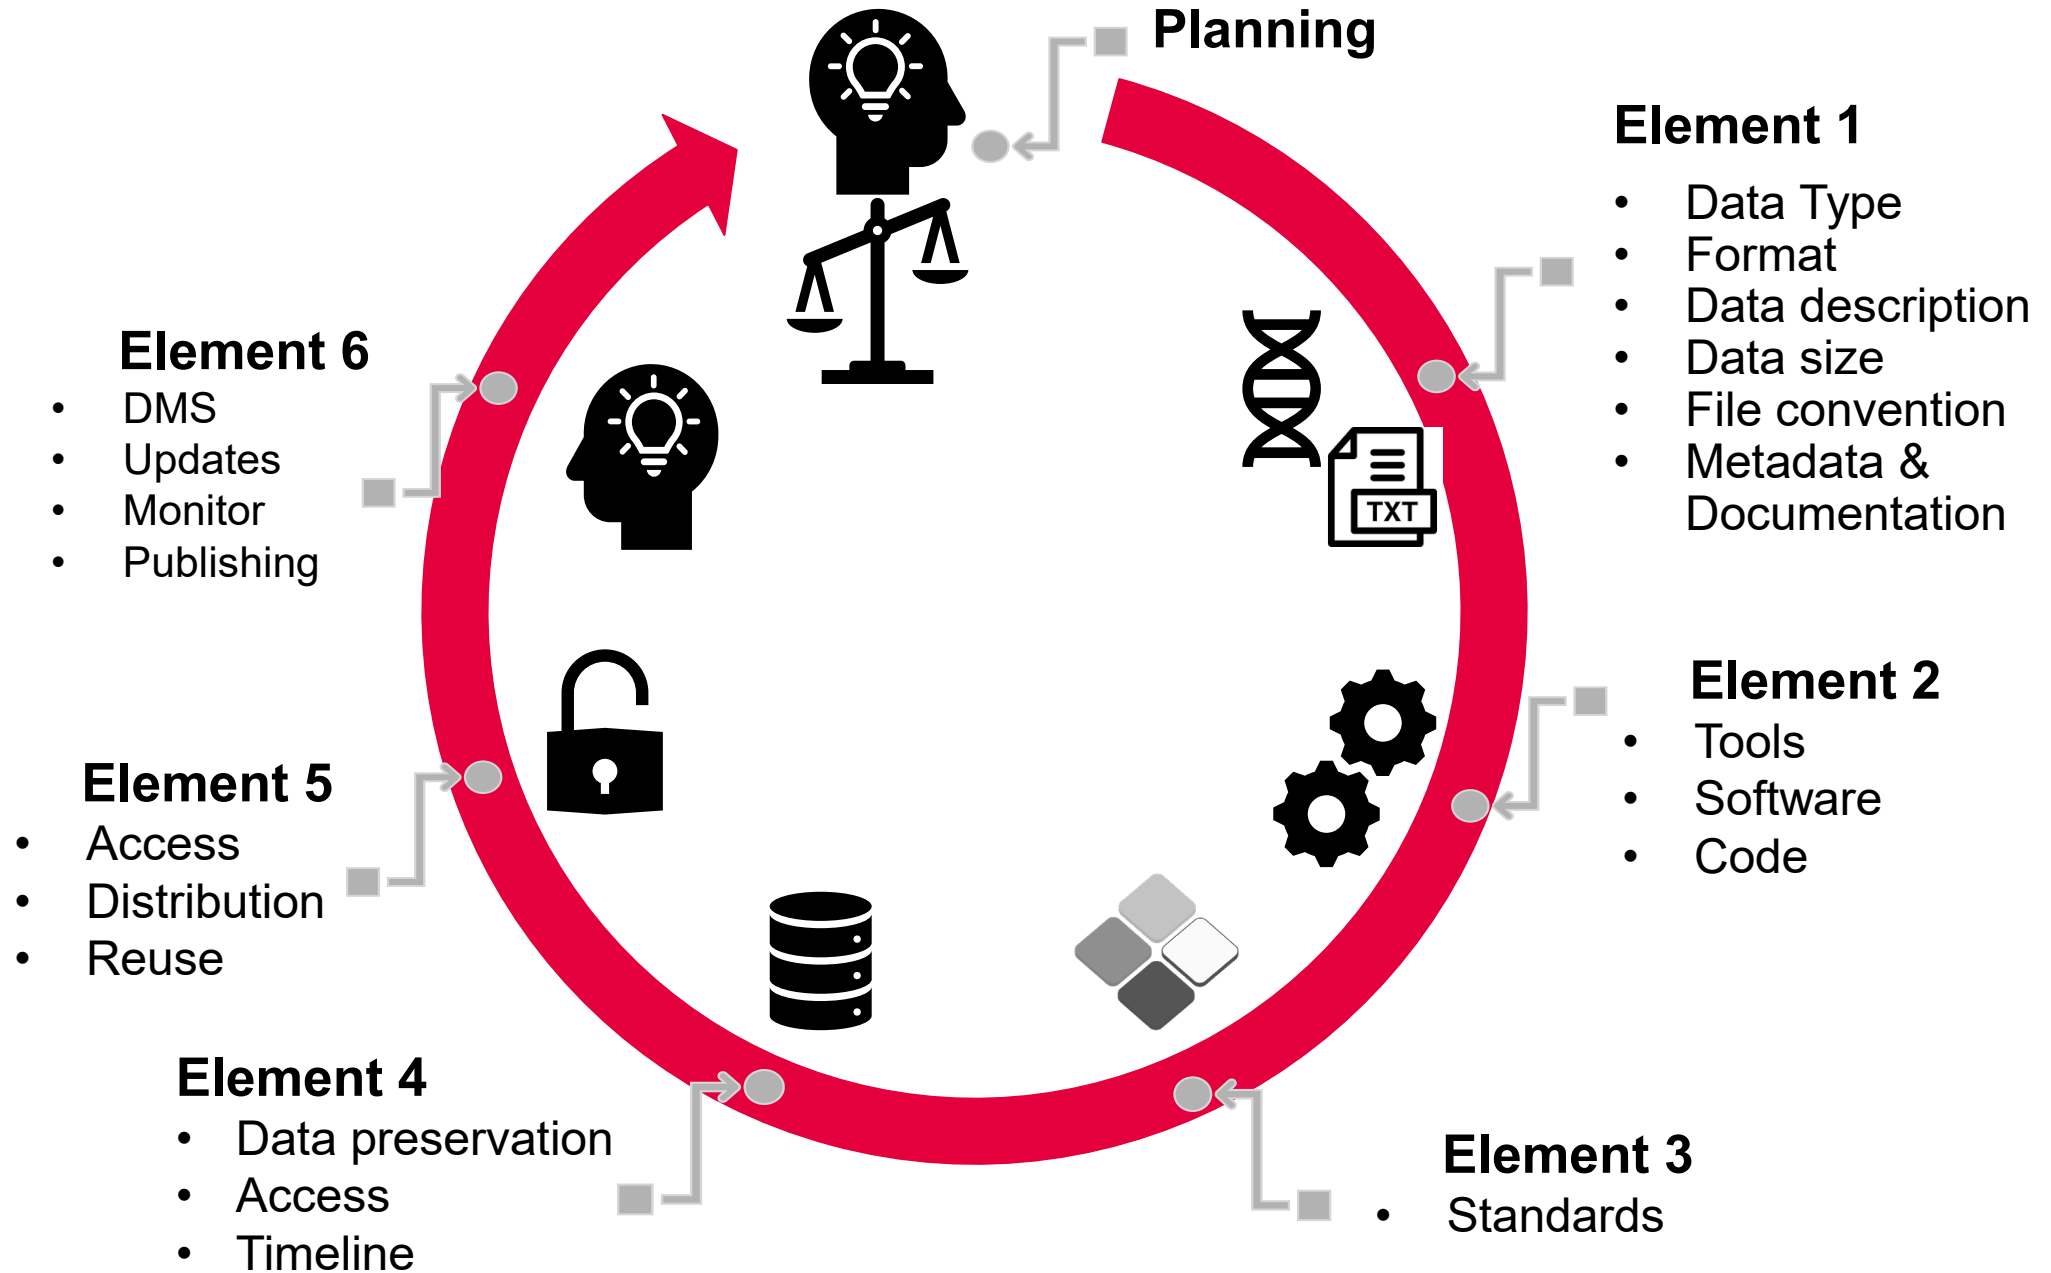 Planning
Element 1
• Data Type
• Format
• Data description
• Data size
• File convention
• Metadata &
Documentation
TXT
Element 2
• Tools
• Software
• Code
Element 3
• Standards
Element 4
• Data preservation
• Access
• Timeline
Element 5
• Access
• Distribution
• Reuse
Element 6
• DMS
• Updates
• Monitor
• Publishing